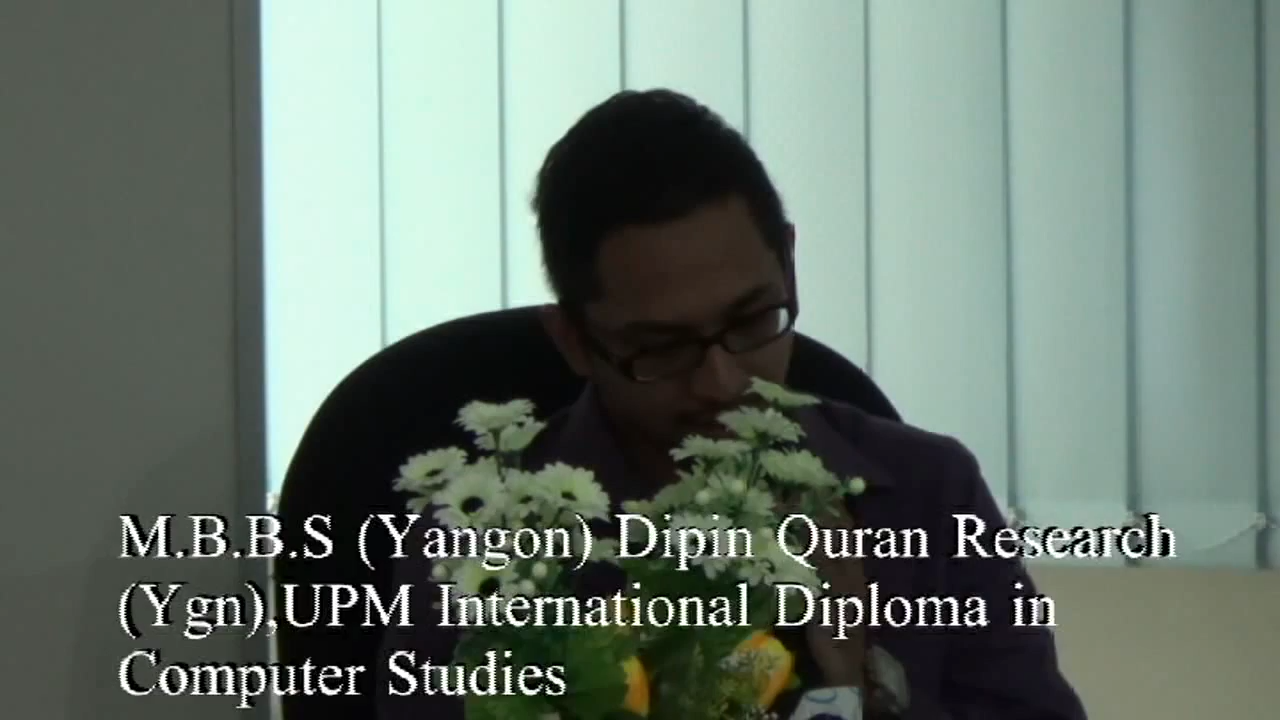 M.B.B.S (Yangon) Dipin Quran Research
(Ygn),UPM International Diploma in
Computer Studies